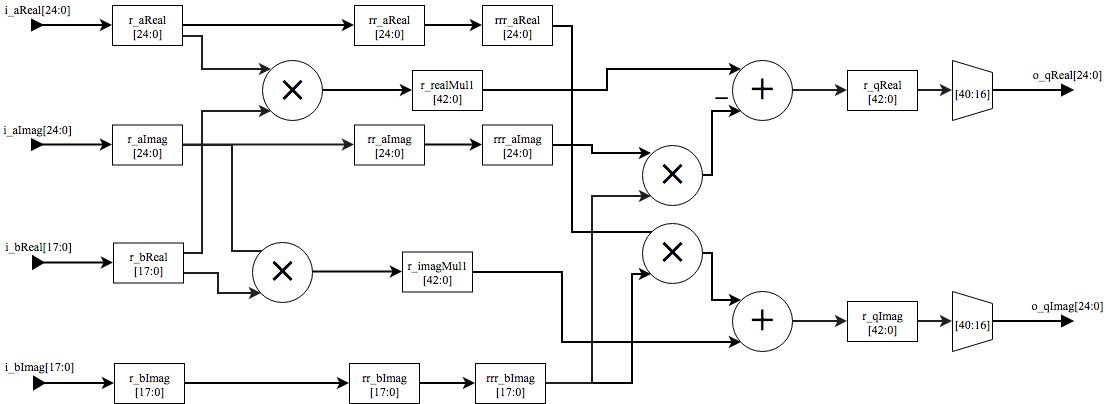 i_aReal[24:0]
r_aReal
[24:0]
rr_aReal
[24:0]
rrr_aReal
[24:0]
×
r_realMul1
[42:0]
−
+
r_qReal
[42:0]
[40:16]
o_qReal[24:0]
i_aImag[24:0]
r_aImag
[24:0]
rr_aImag
[24:0]
rrr_aImag
[24:0]
×
i_bReal[17:0]
r_bReal
[17:0]
×
r_imagMul1
[42:0]
×
+
r_qImag
[42:0]
[40:16]
o_qImag[24:0]
i_bImag[17:0]
r_bImag
[17:0]
rr_bImag
[17:0]
rrr_bImag
[17:0]